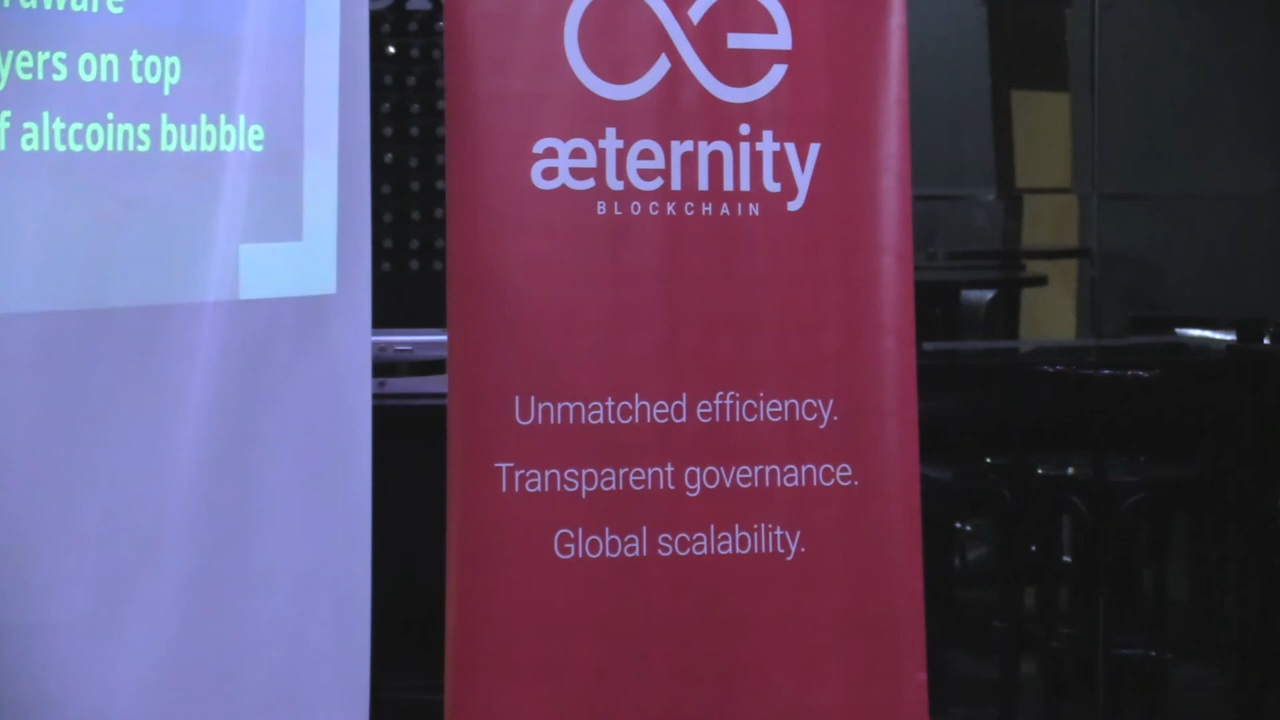 yers on top
f altcoins bubble
æ
æternity
BLOCKCHAIN
Unmatched efficiency.
Transparent governance.
Global scalability.